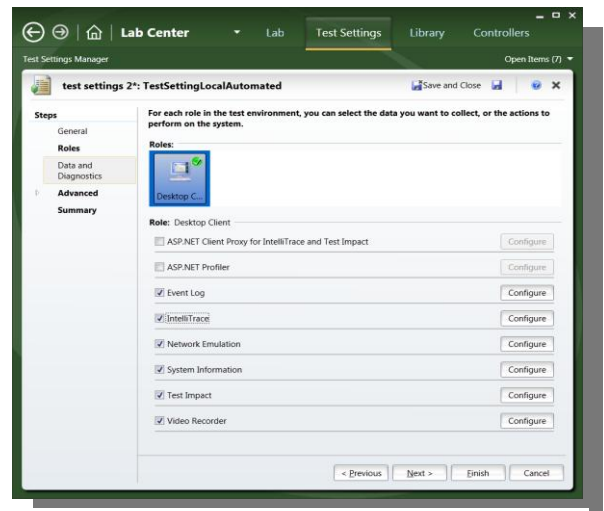 Lab Center Lab Test Settings Library Controllers
Test Settings Manager Open Items (7)
test settings 2*: TestSettingLocalAutomated Save and Close
Steps
General
Roles
Data and
Diagnostics
Advanced
Summary
For each role in the test environment, you can select the data you want to collect, or the actions to
perform on the system.
Roles:
Desktop C...
Role: Desktop Client
ASP.NET Client Proxy for IntelliTrace and Test Impact Configure
ASP.NET Profiler Configure
Event Log Configure
IntelliTrace Configure
Network Emulation Configure
System Information Configure
Test Impact Configure
Video Recorder Configure
< Previous Next > Finish Cancel